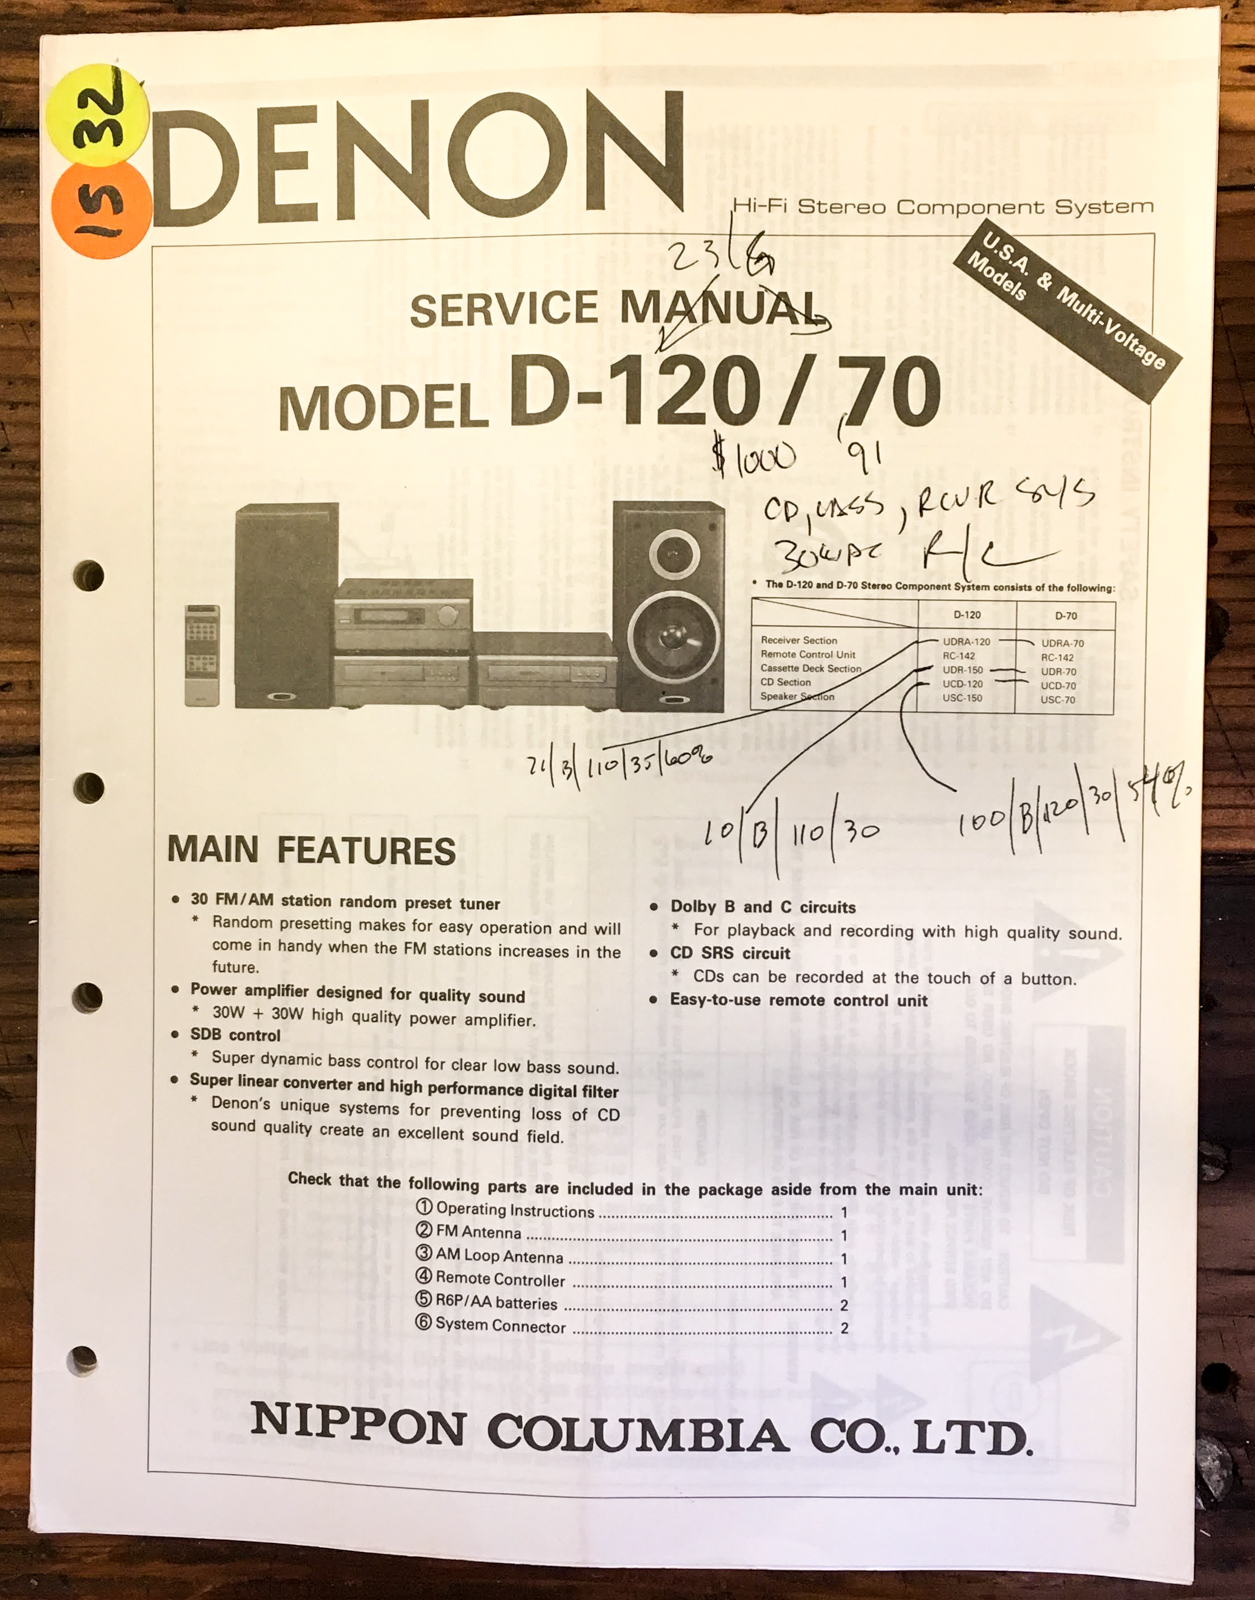 32
15
DENON
Hi-Fi Stereo Component System
U.S.A. & Multi-Voltage
Models
SERVICE MANUAL
MODEL D-120 / 70
$1000 '91
CD, CASS, RCVR SYS
30WPC R/C
* The D-120 and D-70 Stereo Component System consists of the following:
D-120 D-70
Receiver Section UDRA-120 UDRA-70
Remote Control Unit RC-142 RC-142
Cassette Deck Section UDR-150 UDR-70
CD Section UCD-120 UCD-70
Speaker Section USC-150 USC-70
21/B/110/35/60%
10/B/110/30
100/B/120/30/
MAIN FEATURES
● 30 FM/AM station random preset tuner
* Random presetting makes for easy operation and will
come in handy when the FM stations increases in the
future.
● Power amplifier designed for quality sound
* 30W + 30W high quality power amplifier.
● SDB control
* Super dynamic bass control for clear low bass sound.
● Super linear converter and high performance digital filter
* Denon's unique systems for preventing loss of CD
sound quality create an excellent sound field.
● Dolby B and C circuits
* For playback and recording with high quality sound.
● CD SRS circuit
* CDs can be recorded at the touch of a button.
● Easy-to-use remote control unit
Check that the following parts are included in the package aside from the main unit:
① Operating Instructions ........ 1
② FM Antenna ........ 1
③ AM Loop Antenna ........ 1
④ Remote Controller ........ 1
⑤ R6P/AA batteries ........ 2
⑥ System Connector ........ 2
NIPPON COLUMBIA CO., LTD.